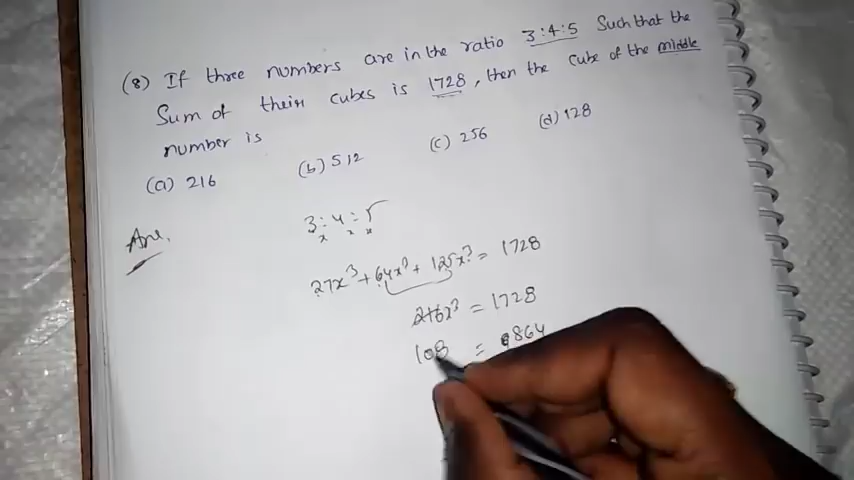 (8) If three numbers are in the ratio 3:4:5 Such that the
Sum of their cubes is 1728, then the cube of the middle
number is
(a) 216 (b) 512 (c) 256 (d) 128
Ans.
3:4:5
x x x
27x³ + 64x³ + 125x³ = 1728
216x³ = 1728
108 = 864